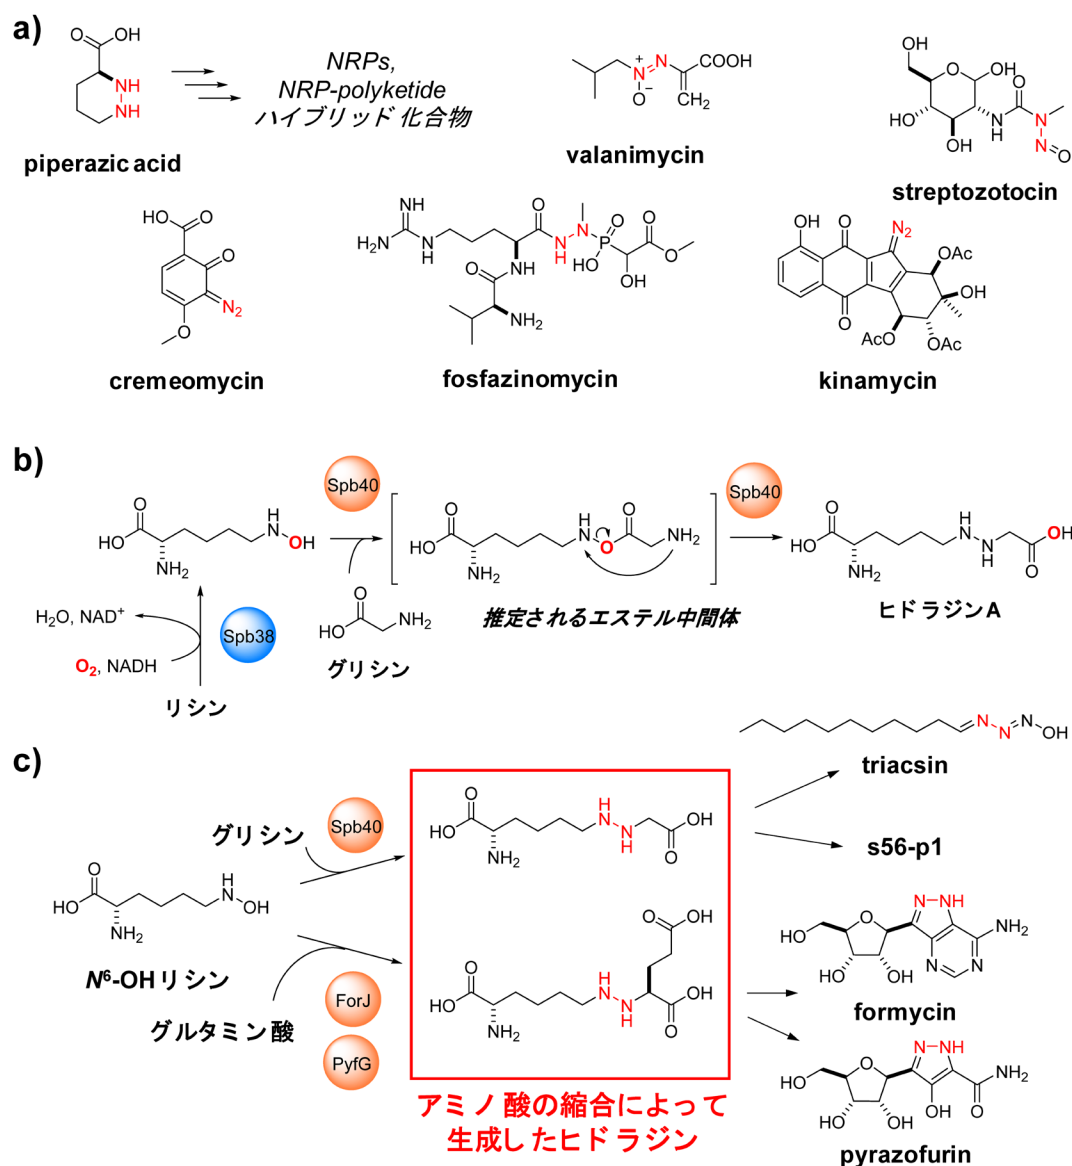 a)
NRPs,
NRP-polyketide
ハイブリッド化合物
piperazic acid
valanimycin
streptozotocin
cremeomycin
fosfazinomycin
kinamycin
b)
Spb40
Spb40
推定されるエステル中間体
ヒドラジンA
H₂O, NAD⁺
O₂, NADH
Spb38
リシン
グリシン
c)
グリシン
Spb40
N⁶-OHリシン
グルタミン酸
ForJ
PyfG
アミノ酸の縮合によって
生成したヒドラジン
triacsin
s56-p1
formycin
pyrazofurin